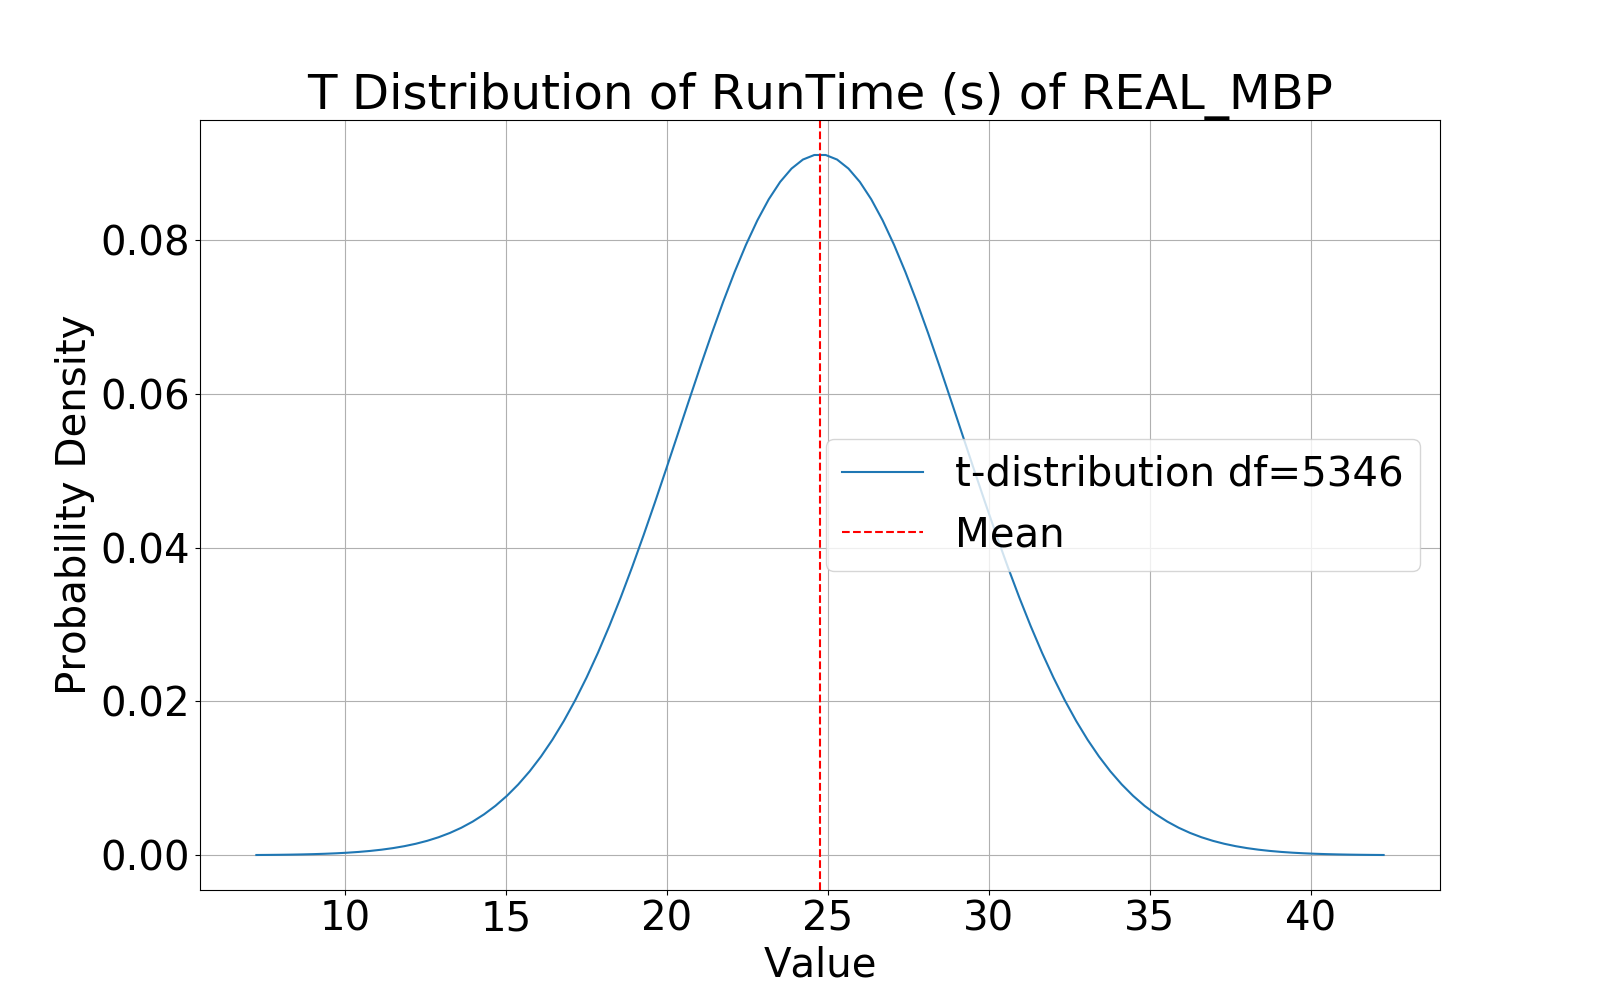 T Distribution of RunTime (s) of REAL_MBP
Probability Density
0.08
0.06
0.04
0.02
0.00
t-distribution df=5346
Mean
10 15 20 25 30 35 40
Value